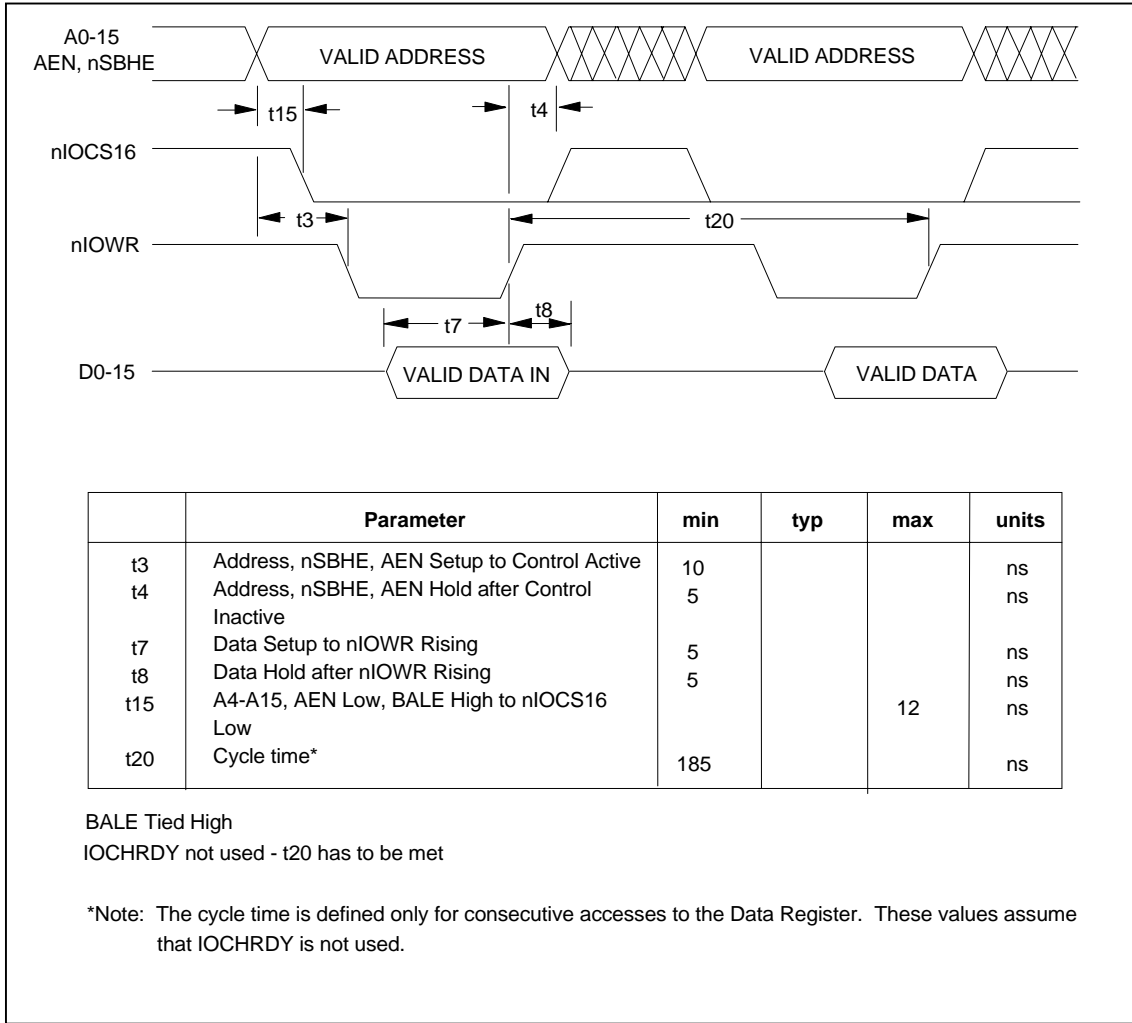 A0-15
AEN, nSBHE
VALID ADDRESS
VALID ADDRESS
t15
t4
nIOCS16
t3
t20
nIOWR
t7
t8
D0-15
VALID DATA IN
VALID DATA
Parameter min typ max units
t3 Address, nSBHE, AEN Setup to Control Active 10 ns
t4 Address, nSBHE, AEN Hold after Control 5 ns
Inactive
t7 Data Setup to nIOWR Rising 5 ns
t8 Data Hold after nIOWR Rising 5 ns
t15 A4-A15, AEN Low, BALE High to nIOCS16 12 ns
Low
t20 Cycle time* 185 ns
BALE Tied High
IOCHRDY not used - t20 has to be met
*Note: The cycle time is defined only for consecutive accesses to the Data Register. These values assume
that IOCHRDY is not used.